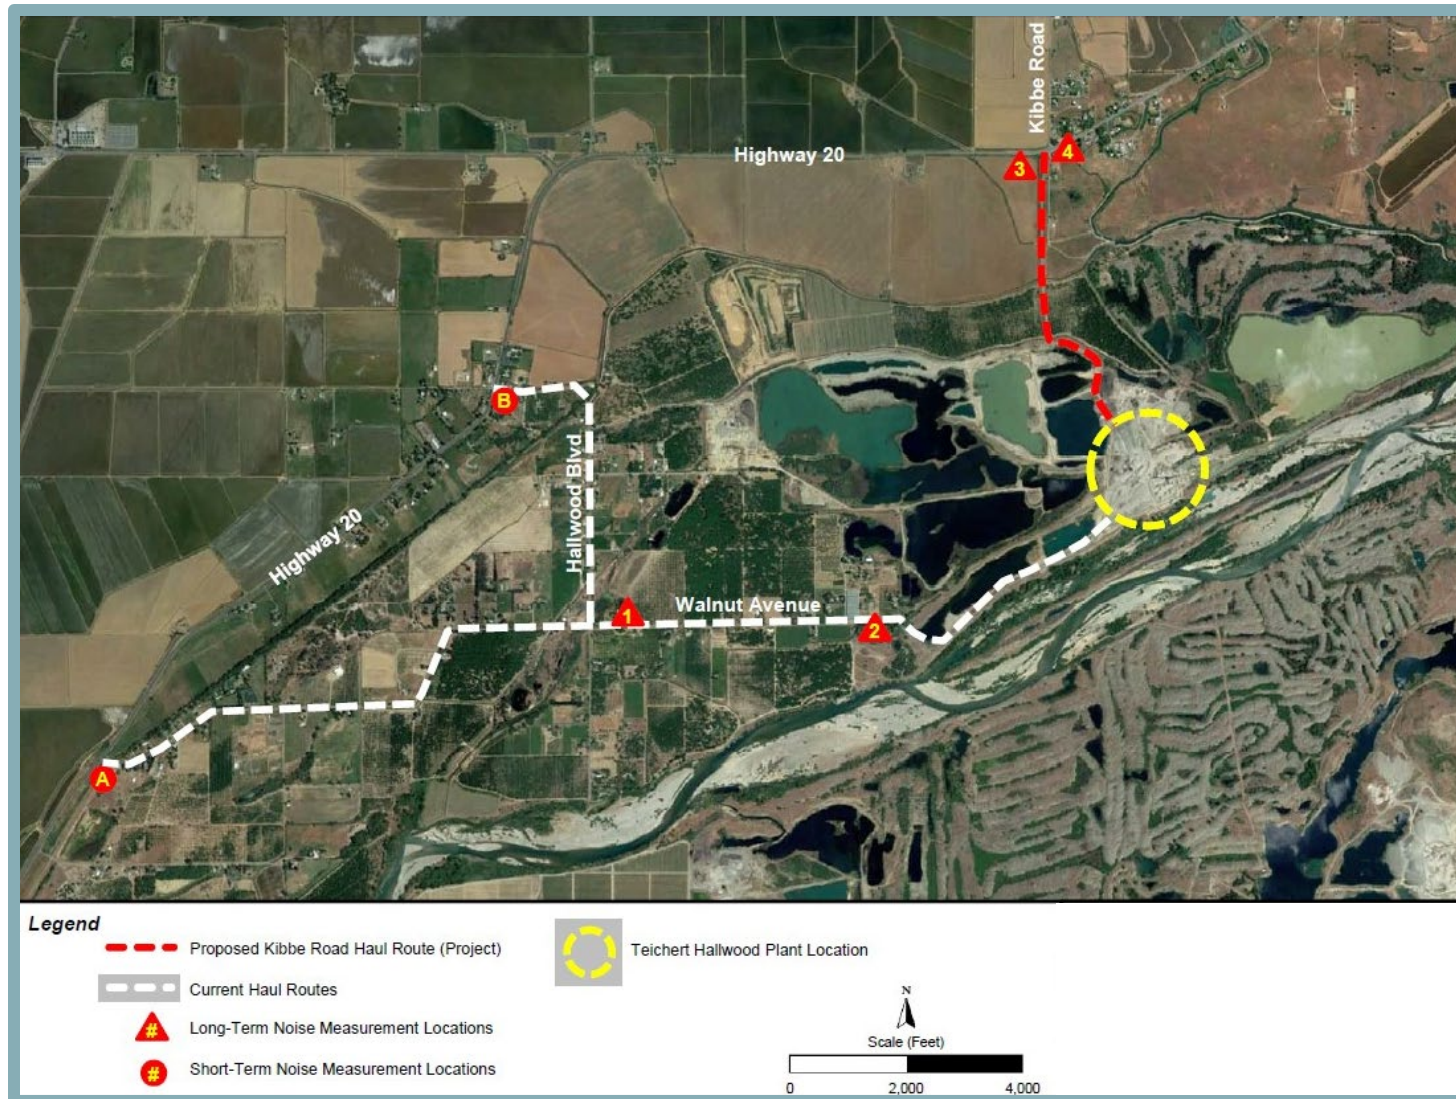 Kibbe Road
Highway 20
3
4
B
Hallwood Blvd
Highway 20
1
Walnut Avenue
2
A
Legend
Proposed Kibbe Road Haul Route (Project)
Teichert Hallwood Plant Location
Current Haul Routes
# Long-Term Noise Measurement Locations
# Short-Term Noise Measurement Locations
N
Scale (Feet)
0 2,000 4,000